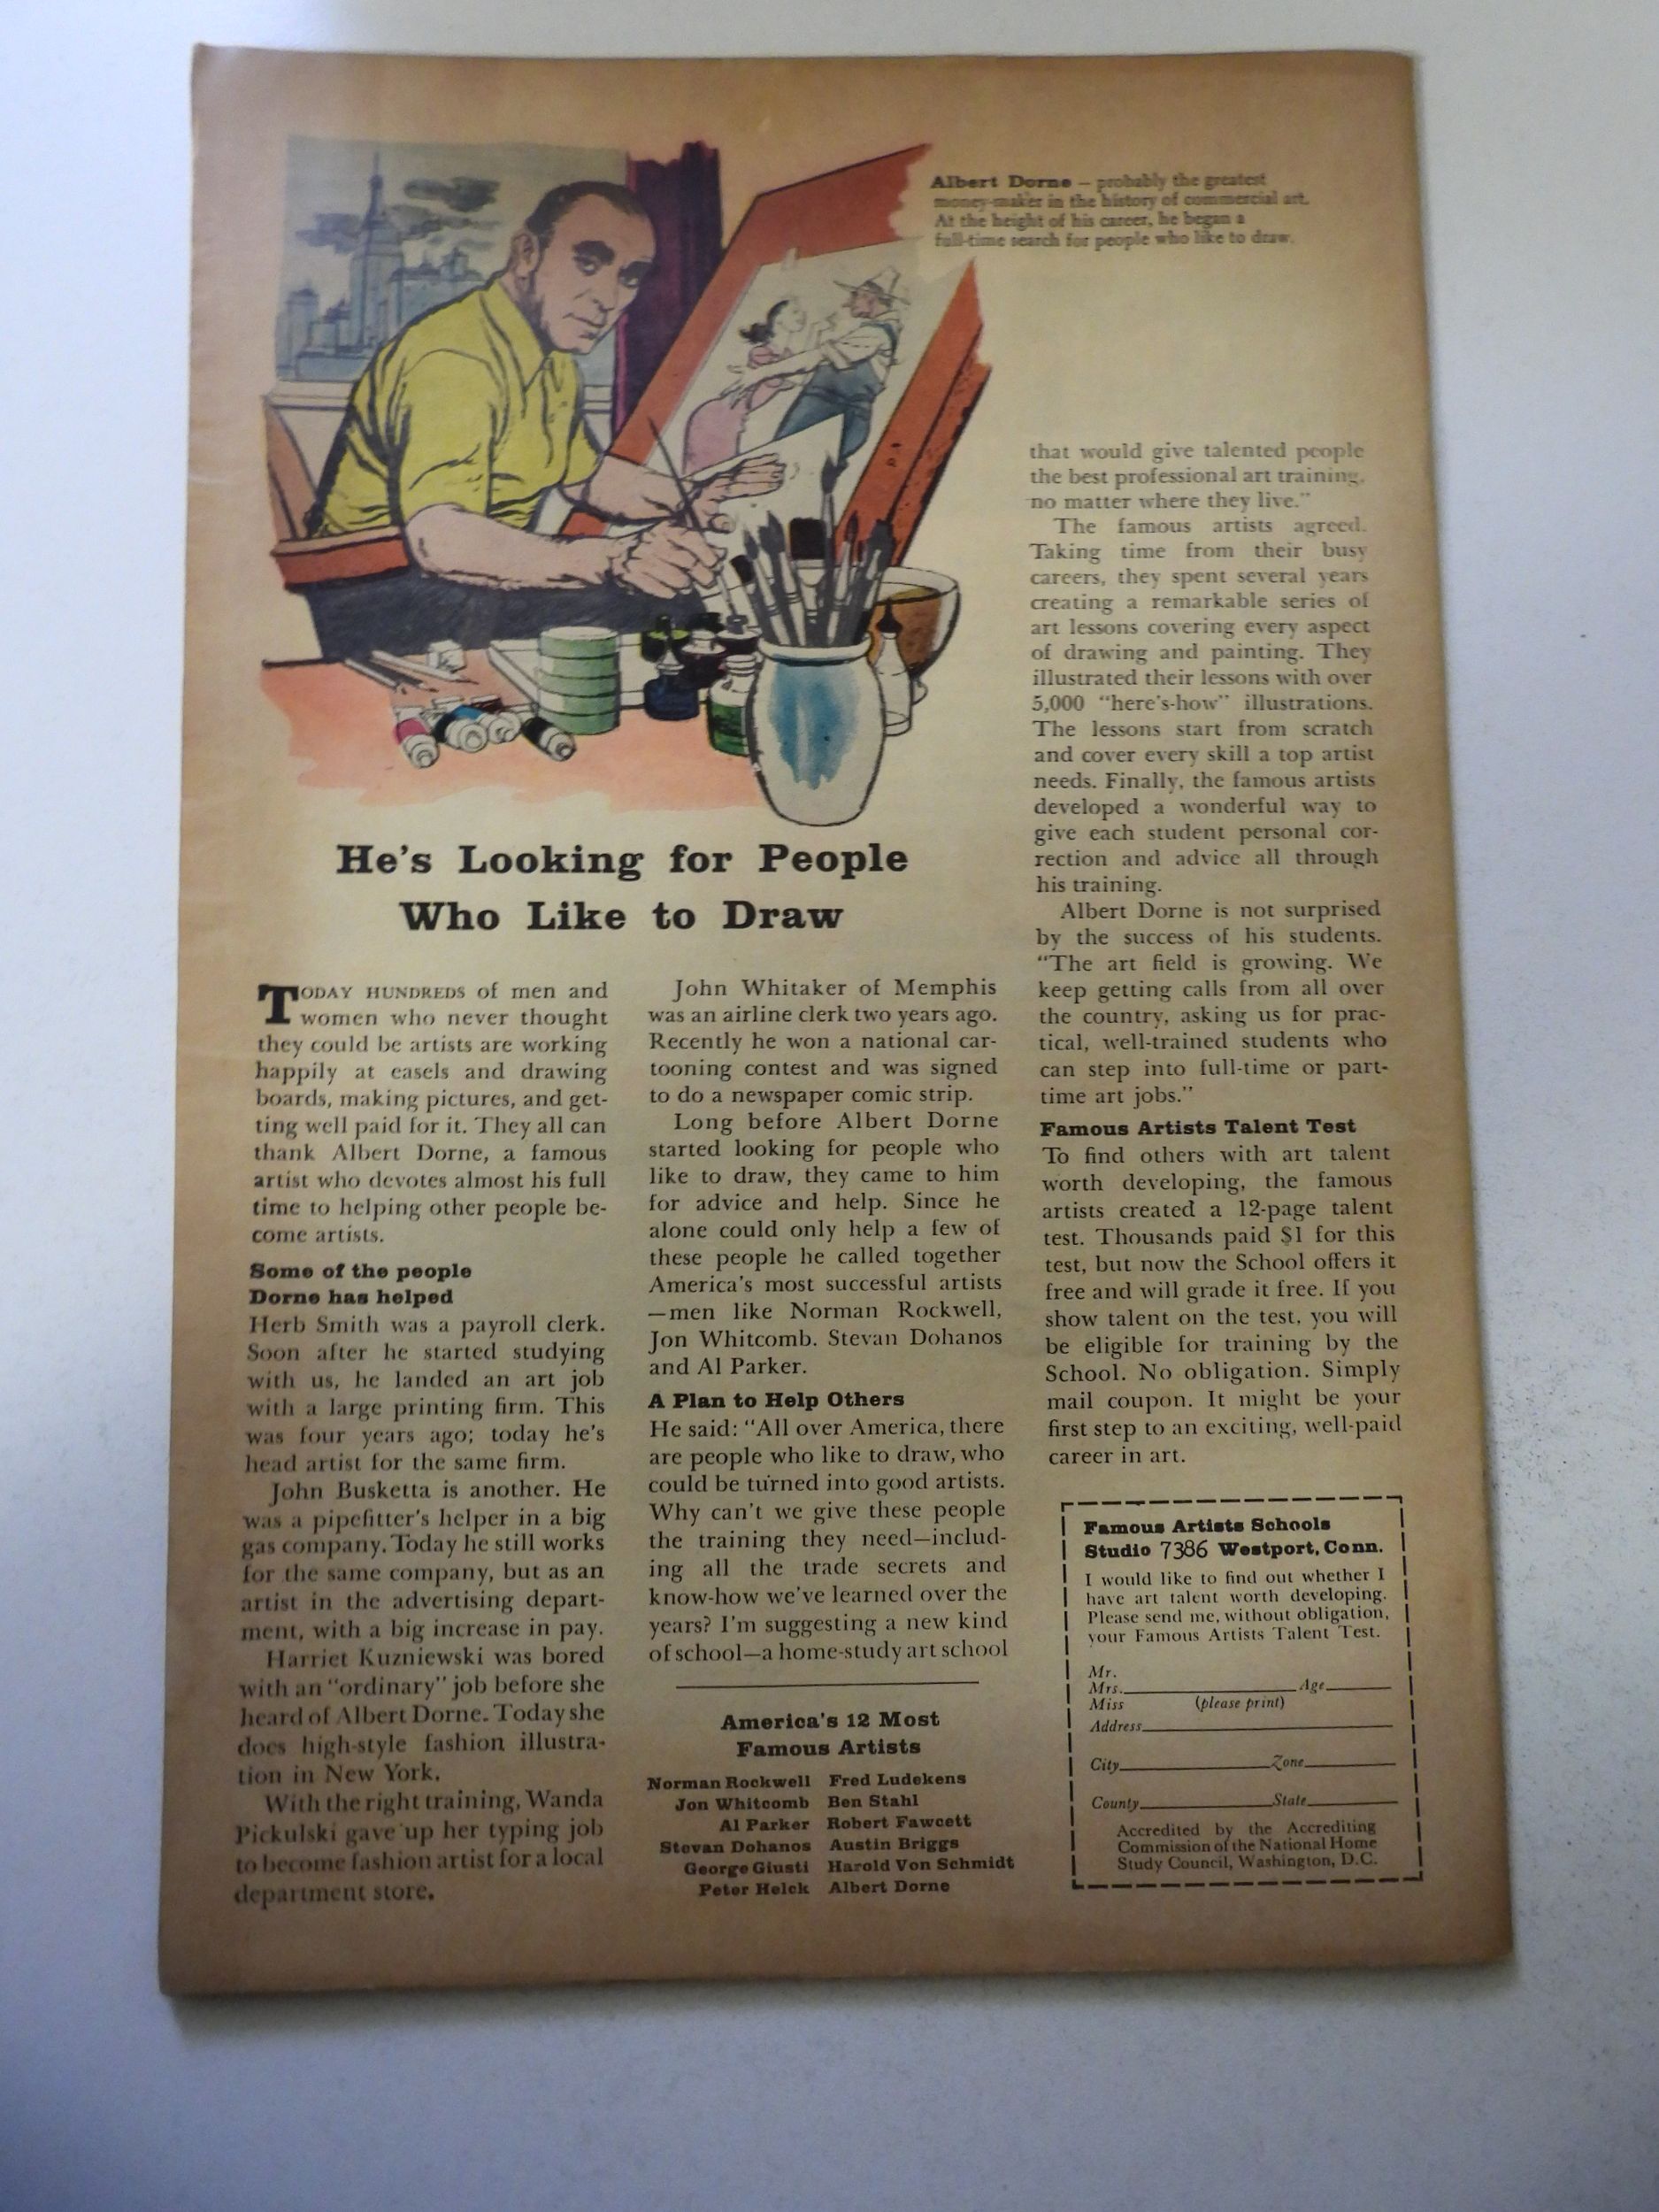 Albert Dorne – probably the greatest
money-maker in the history of commercial art.
At the height of his career, he began a
full-time search for people who like to draw.
He's Looking for People
Who Like to Draw
TODAY HUNDREDS of men and
women who never thought
they could be artists are working
happily at easels and drawing
boards, making pictures, and get-
ting well paid for it. They all can
thank Albert Dorne, a famous
artist who devotes almost his full
time to helping other people be-
come artists.
Some of the people
Dorne has helped
Herb Smith was a payroll clerk.
Soon after he started studying
with us, he landed an art job
with a large printing firm. This
was four years ago; today he's
head artist for the same firm.
John Busketta is another. He
was a pipefitter's helper in a big
gas company. Today he still works
for the same company, but as an
artist in the advertising depart-
ment, with a big increase in pay.
Harriet Kuzniewski was bored
with an "ordinary" job before she
heard of Albert Dorne. Today she
does high-style fashion illustra-
tion in New York.
With the right training, Wanda
Pickulski gave up her typing job
to become fashion artist for a local
department store.
John Whitaker of Memphis
was an airline clerk two years ago.
Recently he won a national car-
tooning contest and was signed
to do a newspaper comic strip.
Long before Albert Dorne
started looking for people who
like to draw, they came to him
for advice and help. Since he
alone could only help a few of
these people he called together
America's most successful artists
—men like Norman Rockwell,
Jon Whitcomb. Stevan Dohanos
and Al Parker.
A Plan to Help Others
He said: "All over America, there
are people who like to draw, who
could be turned into good artists.
Why can't we give these people
the training they need—includ-
ing all the trade secrets and
know-how we've learned over the
years? I'm suggesting a new kind
of school—a home-study art school
America's 12 Most
Famous Artists
Norman Rockwell Fred Ludekens
Jon Whitcomb Ben Stahl
Al Parker Robert Fawcett
Stevan Dohanos Austin Briggs
George Giusti Harold Von Schmidt
Peter Helck Albert Dorne
that would give talented people
the best professional art training,
no matter where they live."
The famous artists agreed.
Taking time from their busy
careers, they spent several years
creating a remarkable series of
art lessons covering every aspect
of drawing and painting. They
illustrated their lessons with over
5,000 "here's-how" illustrations.
The lessons start from scratch
and cover every skill a top artist
needs. Finally, the famous artists
developed a wonderful way to
give each student personal cor-
rection and advice all through
his training.
Albert Dorne is not surprised
by the success of his students.
"The art field is growing. We
keep getting calls from all over
the country, asking us for prac-
tical, well-trained students who
can step into full-time or part-
time art jobs."
Famous Artists Talent Test
To find others with art talent
worth developing, the famous
artists created a 12-page talent
test. Thousands paid $1 for this
test, but now the School offers it
free and will grade it free. If you
show talent on the test, you will
be eligible for training by the
School. No obligation. Simply
mail coupon. It might be your
first step to an exciting, well-paid
career in art.
Famous Artists Schools
Studio 7386 Westport, Conn.
I would like to find out whether I
have art talent worth developing.
Please send me, without obligation,
your Famous Artists Talent Test.
Mr.
Mrs. Age
Miss (please print)
Address
City Zone
County State
Accredited by the Accrediting
Commission of the National Home
Study Council, Washington, D.C.